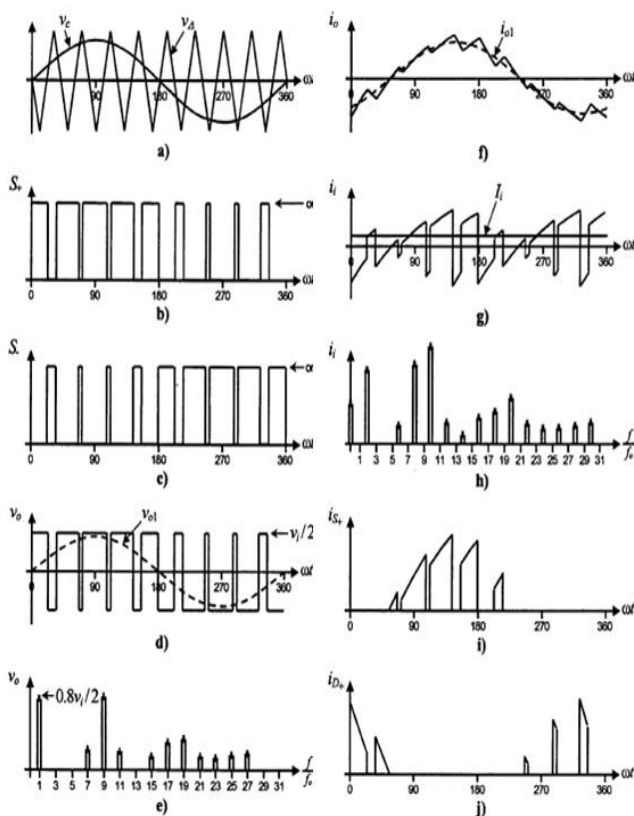 v_c v_Δ
ωt
0 90 180 270 360
a)
S₊
ωt
0 90 180 270 360
b)
S₋
ωt
0 90 180 270 360
c)
v_o v_o1 v_i/2
ωt
0 90 180 270 360
d)
v_o 0.8v_i/2
f/f_o
1 3 5 7 9 11 13 15 17 19 21 23 25 27 29 31
e)
i_o i_o1
ωt
0 90 180 270 360
f)
i_i I_i
ωt
0 90 180 270 360
g)
i_i
f/f_o
1 3 5 7 9 11 13 15 17 19 21 23 25 27 29 31
h)
i_S₊
ωt
0 90 180 270 360
i)
i_D₊
ωt
0 90 180 270 360
j)